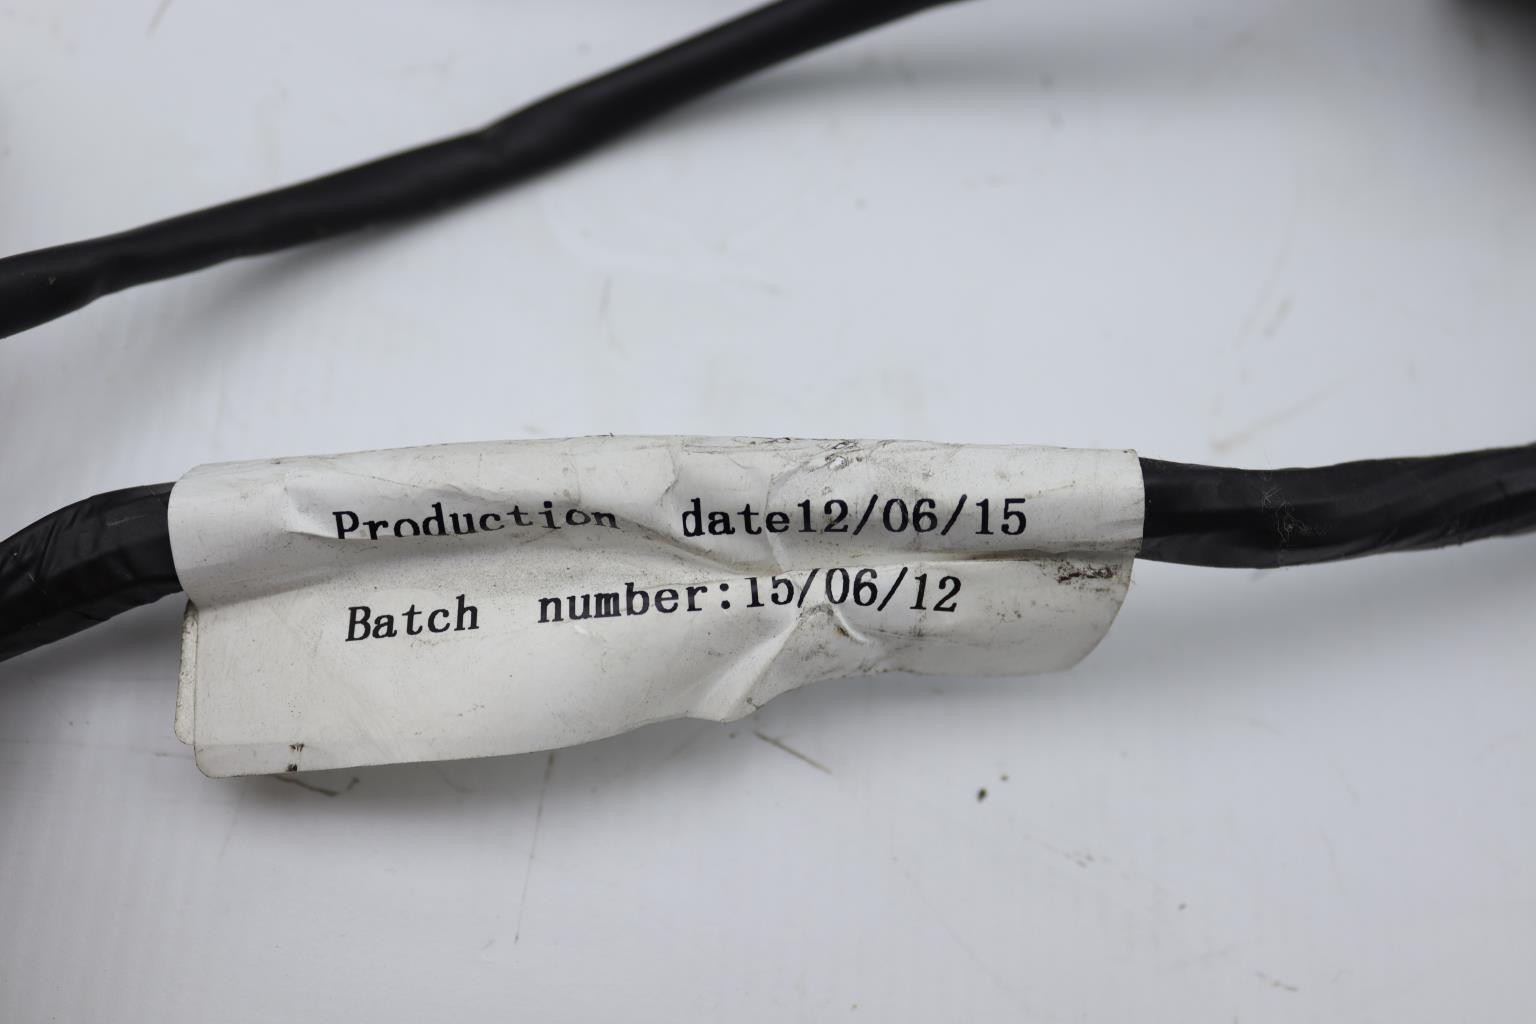 Production date12/06/15
Batch number:15/06/12